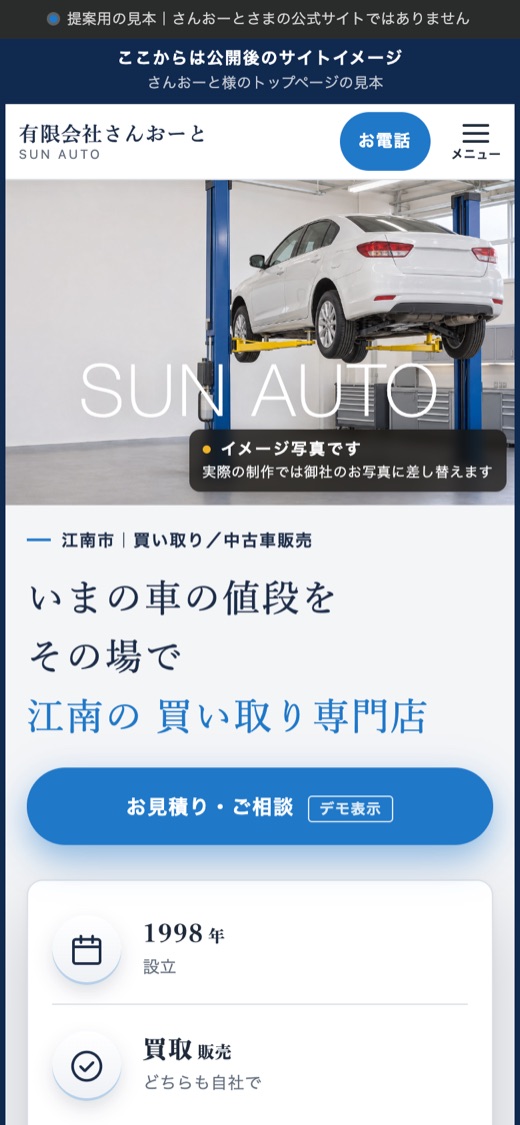 提案用の見本｜さんおーとさまの公式サイトではありません
ここからは公開後のサイトイメージ
さんおーと様のトップページの見本
有限会社さんおーと
SUN AUTO
お電話
メニュー
SUN AUTO
イメージ写真です
実際の制作では御社のお写真に差し替えます
江南市｜買い取り／中古車販売
いまの車の値段を
その場で
江南の 買い取り専門店
お見積り・ご相談 デモ表示
1998 年
設立
買取 販売
どちらも自社で